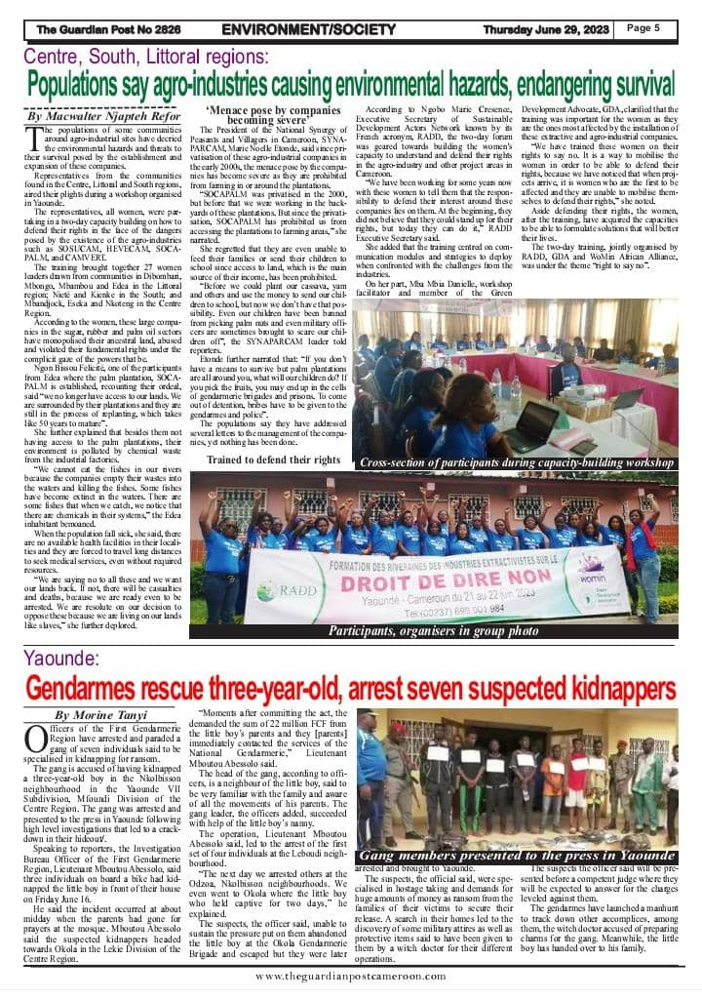 The Guardian Post No 2826
ENVIRONMENT/SOCIETY
Thursday June 29, 2023
Page 5
Centre, South, Littoral regions:
Populations say agro-industries causing environmental hazards, endangering survival
By Macwalter Njapteh Refor
The populations of some communities
around agro-industrial sites have decried
the environmental hazards and threats to
their survival posed by the establishment and
expansion of these companies.
Representatives from the communities
found in the Centre, Littoral and South regions,
aired their plights during a workshop organised
in Yaounde.
The representatives, all women, were par-
taking in a two-day capacity building on how to
defend their rights in the face of the dangers
posed by the existence of the agro-industries
such as SOSUCAM, HEVECAM, SOCA-
PALM, and CAMVERT.
The training brought together 27 women
leaders drawn from communities in Dibombari,
Mbongo, Mbambou and Edea in the Littoral
region; Nieté and Kienke in the South; and
Mbandjock, Eseka and Nkoteng in the Centre
Region.
According to the women, these large compa-
nies in the sugar, rubber and palm oil sectors
have monopolised their ancestral land, abused
and violated their fundamental rights under the
complicit gaze of the powers that be.
Ngon Bissou Felicité, one of the participants
from Edea where the palm plantation, SOCA-
PALM is established, recounting their ordeal,
said “we no longer have access to our lands. We
are surrounded by their plantations and they are
still in the process of replanting, which takes
like 50 years to mature”.
She further explained that besides them not
having access to the palm plantations, their
environment is polluted by chemical waste
from the industrial factories.
“We cannot eat the fishes in our rivers
because the companies empty their wastes into
the waters and killing the fishes. Some fishes
have become extinct in the waters. There are
some fishes that when we catch, we notice that
there are chemicals in their systems,” the Edea
inhabitant bemoaned.
When the population fall sick, she said, there
are no available health facilities in their locali-
ties and they are forced to travel long distances
to seek medical services, even without required
resources.
“We are saying no to all these and we want
our lands back. If not, there will be casualties
and deaths, because we are ready even to be
arrested. We are resolute on our decision to
oppose these because we are living on our lands
like slaves,” she further deplored.
‘Menace pose by companies
becoming severe’
The President of the National Synergy of
Peasants and Villagers in Cameroon, SYNA-
PARCAM, Marie Noelle Etonde, said since pri-
vatisation of these agro-industrial companies in
the early 2000s, the menace pose by the compa-
nies has become severe as they are prohibited
from farming in or around the plantations.
“SOCAPALM was privatised in the 2000,
but before that we were working in the back-
yards of these plantations. But since the privati-
sation, SOCAPALM has prohibited us from
accessing the plantations to farming areas,” she
narrated.
She regretted that they are even unable to
feed their families or send their children to
school since access to land, which is the main
source of their income, has been prohibited.
“Before we could plant our cassava, yam
and others and use the money to send our chil-
dren to school, but now we don't have that pos-
sibility. Even our children have been banned
from picking palm nuts and even military offi-
cers are sometimes brought to scare our chil-
dren off”, the SYNAPARCAM leader told
reporters.
Etonde further narrated that: “If you don't
have a means to survive but palm plantations
are all around you, what will our children do? If
you pick the fruits, you may end up in the cells
of gendarmerie brigades and prisons. To come
out of detention, bribes have to be given to the
gendarmes and police”.
The populations say they have addressed
several letters to the management of the compa-
nies, yet nothing has been done.
Trained to defend their rights
According to Ngobo Marie Cresence,
Executive Secretary of Sustainable
Development Actors Network known by its
French acronym, RADD, the two-day forum
was geared towards building the women's
capacity to understand and defend their rights
in the agro-industry and other project areas in
Cameroon.
“We have been working for some years now
with these women to tell them that the respon-
sibility to defend their interest around these
companies lies on them. At the beginning, they
did not believe that they could stand up for their
rights, but today they can do it,” RADD
Executive Secretary said.
She added that the training centred on com-
munication modules and strategies to deploy
when confronted with the challenges from the
industries.
On her part, Mba Mbia Danielle, workshop
facilitator and member of the Green
Development Advocate, GDA, clarified that the
training was important for the women as they
are the ones most affected by the installation of
these extractive and agro-industrial companies.
“We have trained these women on their
rights to say no. It is a way to mobilise the
women in order to be able to defend their
rights, because we have noticed that when proj-
ects arrive, it is women who are the first to be
affected and they are unable to mobilise them-
selves to defend their rights,” she noted.
Aside defending their rights, the women,
after the training, have acquired the capacities
to be able to formulate solutions that will better
their lives.
The two-day training, jointly organised by
RADD, GDA and WoMin African Alliance,
was under the theme “right to say no”.
Cross-section of participants during capacity-building workshop
FORMATION DES RIVERAINES DES INDUSTRIES EXTRACTIVISTES SUR LE
RADD
DROIT DE DIRE NON
womin
Yaoundé - Cameroun du 21 au 22 juin 2023
Participants, organisers in group photo
Yaounde:
Gendarmes rescue three-year-old, arrest seven suspected kidnappers
By Morine Tanyi
Officers of the First Gendarmerie
Region have arrested and paraded a
gang of seven individuals said to be
specialised in kidnapping for ransom.
The gang is accused of having kidnapped
a three-year-old boy in the Nkolbisson
neighbourhood in the Yaounde VII
Subdivision, Mfoundi Division of the
Centre Region. The gang was arrested and
presented to the press in Yaounde following
high level investigations that led to a crack-
down in their hideout/.
Speaking to reporters, the Investigation
Bureau Officer of the First Gendarmerie
Region, Lieutenant Mboutou Abessolo, said
three individuals on board a bike had kid-
napped the little boy in front of their house
on Friday June 16.
He said the incident occurred at about
midday when the parents had gone for
prayers at the mosque. Mboutou Abessolo
said the suspected kidnappers headed
towards Okola in the Lekie Division of the
Centre Region.
“Moments after committing the act, the
demanded the sum of 22 million FCF from
the little boy's parents and they [parents]
immediately contacted the services of the
National Gendarmerie,” Lieutenant
Mboutou Abessolo said.
The head of the gang, according to offi-
cers, is a neighbour of the little boy, said to
be very familiar with the family and aware
of all the movements of his parents. The
gang leader, the officers added, succeeded
with help of the little boy's nanny.
The operation, Lieutenant Mboutou
Abessolo said, led to the arrest of the first
set of four individuals at the Leboudi neigh-
bourhood.
“The next day we arrested others at the
Odzoa, Nkolbisson neighbourhoods. We
even went to Okola where the little boy
who held captive for two days,” he
explained.
The suspects, the officer said, unable to
sustain the pressure put on them abandoned
the little boy at the Okola Gendarmerie
Brigade and escaped but they were later
Gang members presented to the press in Yaounde
arrested and brought to Yaounde.
The suspects, the official said, were spe-
cialised in hostage taking and demands for
huge amounts of money as ransom from the
families of their victims to secure their
release. A search in their homes led to the
discovery of some military attires as well as
protective items said to have been given to
them by a witch doctor for their different
operations.
The suspects the officer said will be pre-
sented before a competent judge where they
will be expected to answer for the charges
leveled against them.
The gendarmes have launched a manhunt
to track down other accomplices, among
them, the witch doctor accused of preparing
charms for the gang. Meanwhile, the little
boy has handed over to his family.
www.theguardianpostcameroon.com